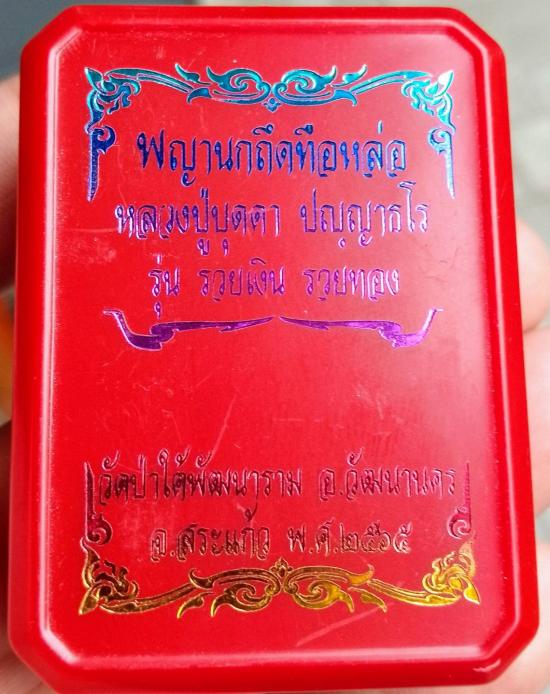 พญานกถึดทือหล่อ
หลวงปู่บุดดา ปญฺญาธโร
รุ่น รวยเงิน รวยทอง
วัดป่าใต้พัฒนาราม อ.วัฒนานคร
จ.สระแก้ว พ.ศ.๒๕๖๕